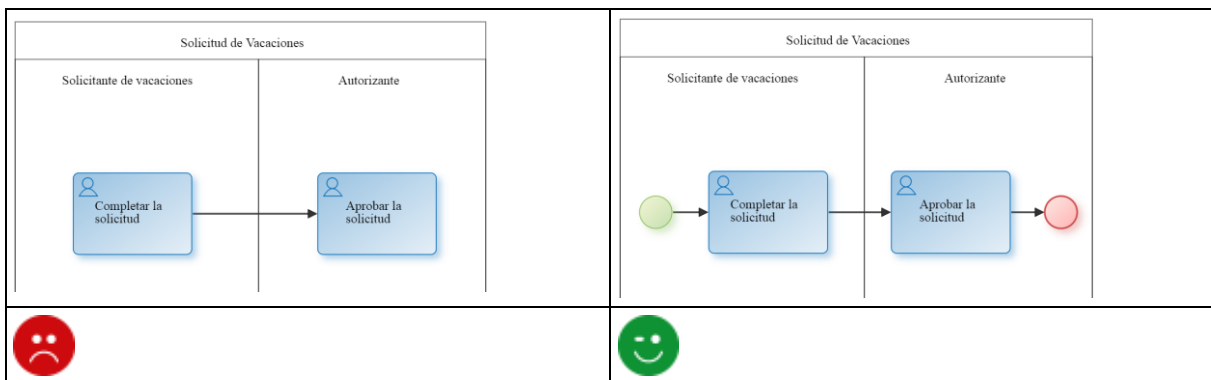 Solicitud de Vacaciones
Solicitante de vacaciones
Autorizante
Completar la
solicitud
Aprobar la
solicitud
Solicitud de Vacaciones
Solicitante de vacaciones
Autorizante
Completar la
solicitud
Aprobar la
solicitud